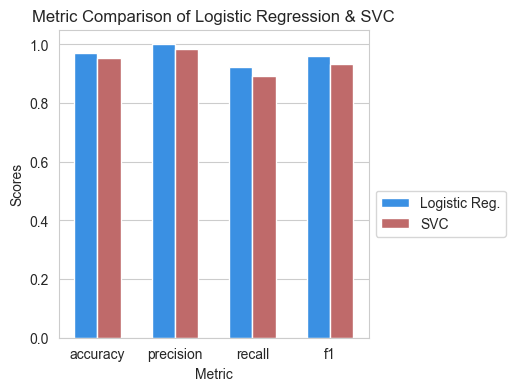 Metric Comparison of Logistic Regression & SVC
1.0
0.8
0.6
0.4
0.2
0.0
Scores
accuracy precision recall f1
Metric
Logistic Reg.
SVC